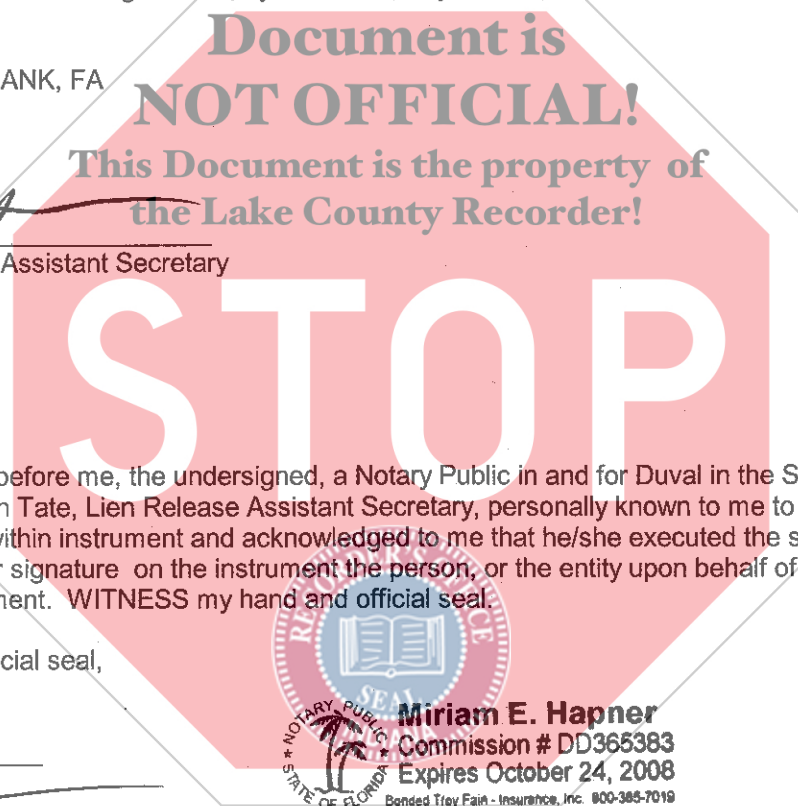 Document is
ANK, FA
NOT OFFICIAL!
This Document is the property of
the Lake County Recorder!
Assistant Secretary
STOP
before me, the undersigned, a Notary Public in and for Duval in the S
n Tate, Lien Release Assistant Secretary, personally known to me to
vithin instrument and acknowledged to me that he/she executed the s
r signature on the instrument the person, or the entity upon behalf of
nent. WITNESS my hand and official seal.
RECORDER'S OFFICE
SEAL
INDIANA
cial seal,
NOTARY PUBLIC
STATE OF FLORIDA
Miriam E. Hapner
Commission # DD365383
Expires October 24, 2008
Bonded Troy Fain - Insurance, Inc. 800-385-7019